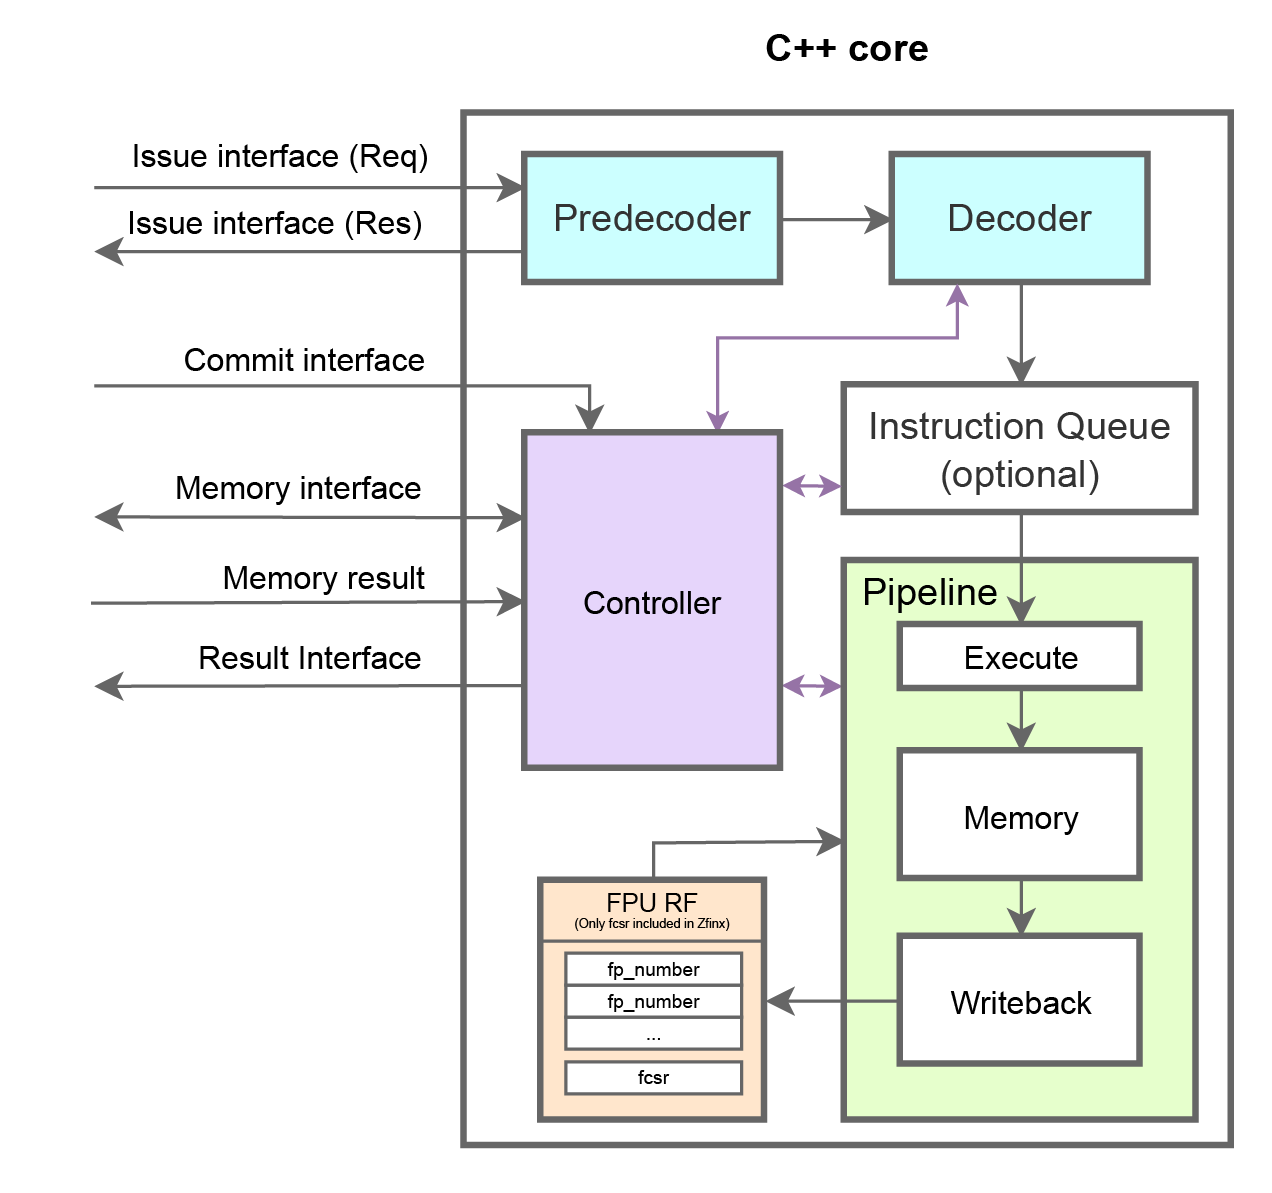 C++ core
Issue interface (Req)
Issue interface (Res)
Predecoder
Decoder
Commit interface
Instruction Queue
(optional)
Memory interface
Memory result
Result Interface
Controller
Pipeline
Execute
Memory
Writeback
FPU RF
(Only fcsr included in Zfinx)
fp_number
fp_number
...
fcsr